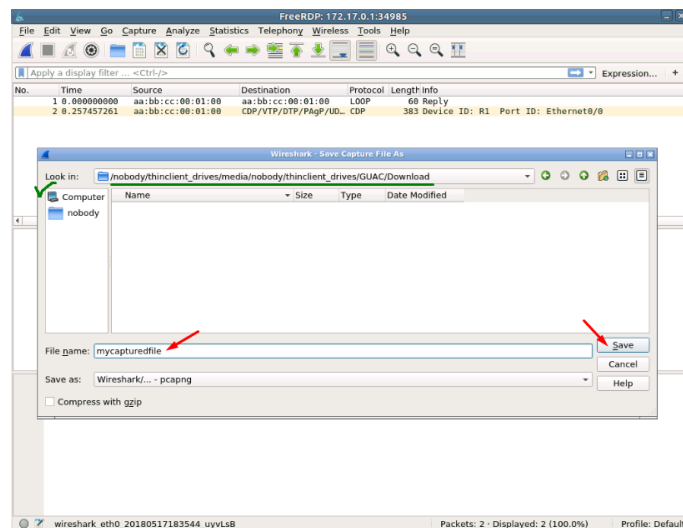 FreeRDP: 172.17.0.1:34985
File Edit View Go Capture Analyze Statistics Telephony Wireless Tools Help
Apply a display filter ... <Ctrl-/> Expression... +
No. Time Source Destination Protocol Length Info
1 0.000000000 aa:bb:cc:00:01:00 aa:bb:cc:00:01:00 LOOP 60 Reply
2 0.257457261 aa:bb:cc:00:01:00 CDP/VTP/DTP/PAgP/UD… CDP 383 Device ID: R1 Port ID: Ethernet0/0
Wireshark · Save Capture File As
Look in: /nobody/thinclient_drives/media/nobody/thinclient_drives/GUAC/Download
Computer
nobody
Name Size Type Date Modified
File name: mycapturedfile Save
Cancel
Save as: Wireshark/... - pcapng Help
Compress with gzip
wireshark_eth0_20180517183544_uyvLsB Packets: 2 · Displayed: 2 (100.0%) Profile: Default